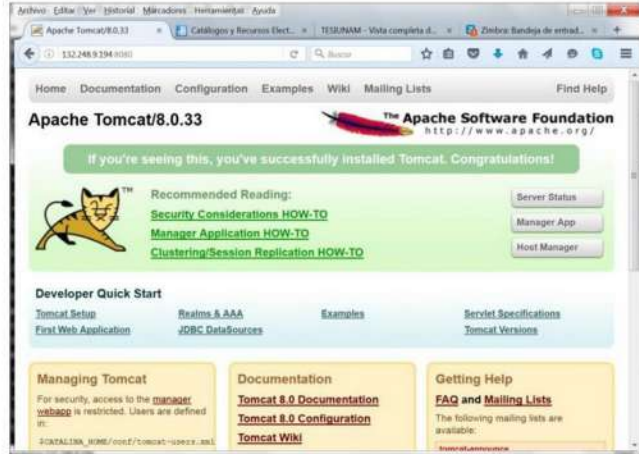 Archivo Editar Ver Historial Marcadores Herramientas Ayuda
Apache Tomcat/8.0.33
Catálogos y Recursos Elect...
TESIUNAM - Vista completa d...
Zimbra: Bandeja de entrad...
132.248.9.194:8080
Buscar
Home Documentation Configuration Examples Wiki Mailing Lists Find Help
Apache Tomcat/8.0.33
The Apache Software Foundation
http://www.apache.org/
If you're seeing this, you've successfully installed Tomcat. Congratulations!
TM
Recommended Reading:
Security Considerations HOW-TO
Manager Application HOW-TO
Clustering/Session Replication HOW-TO
Server Status
Manager App
Host Manager
Developer Quick Start
Tomcat Setup
First Web Application
Realms & AAA
JDBC DataSources
Examples
Servlet Specifications
Tomcat Versions
Managing Tomcat
For security, access to the manager
webapp is restricted. Users are defined
in:
$CATALINA_HOME/conf/tomcat-users.xml
Documentation
Tomcat 8.0 Documentation
Tomcat 8.0 Configuration
Tomcat Wiki
Getting Help
FAQ and Mailing Lists
The following mailing lists are
available:
tomcat-announce